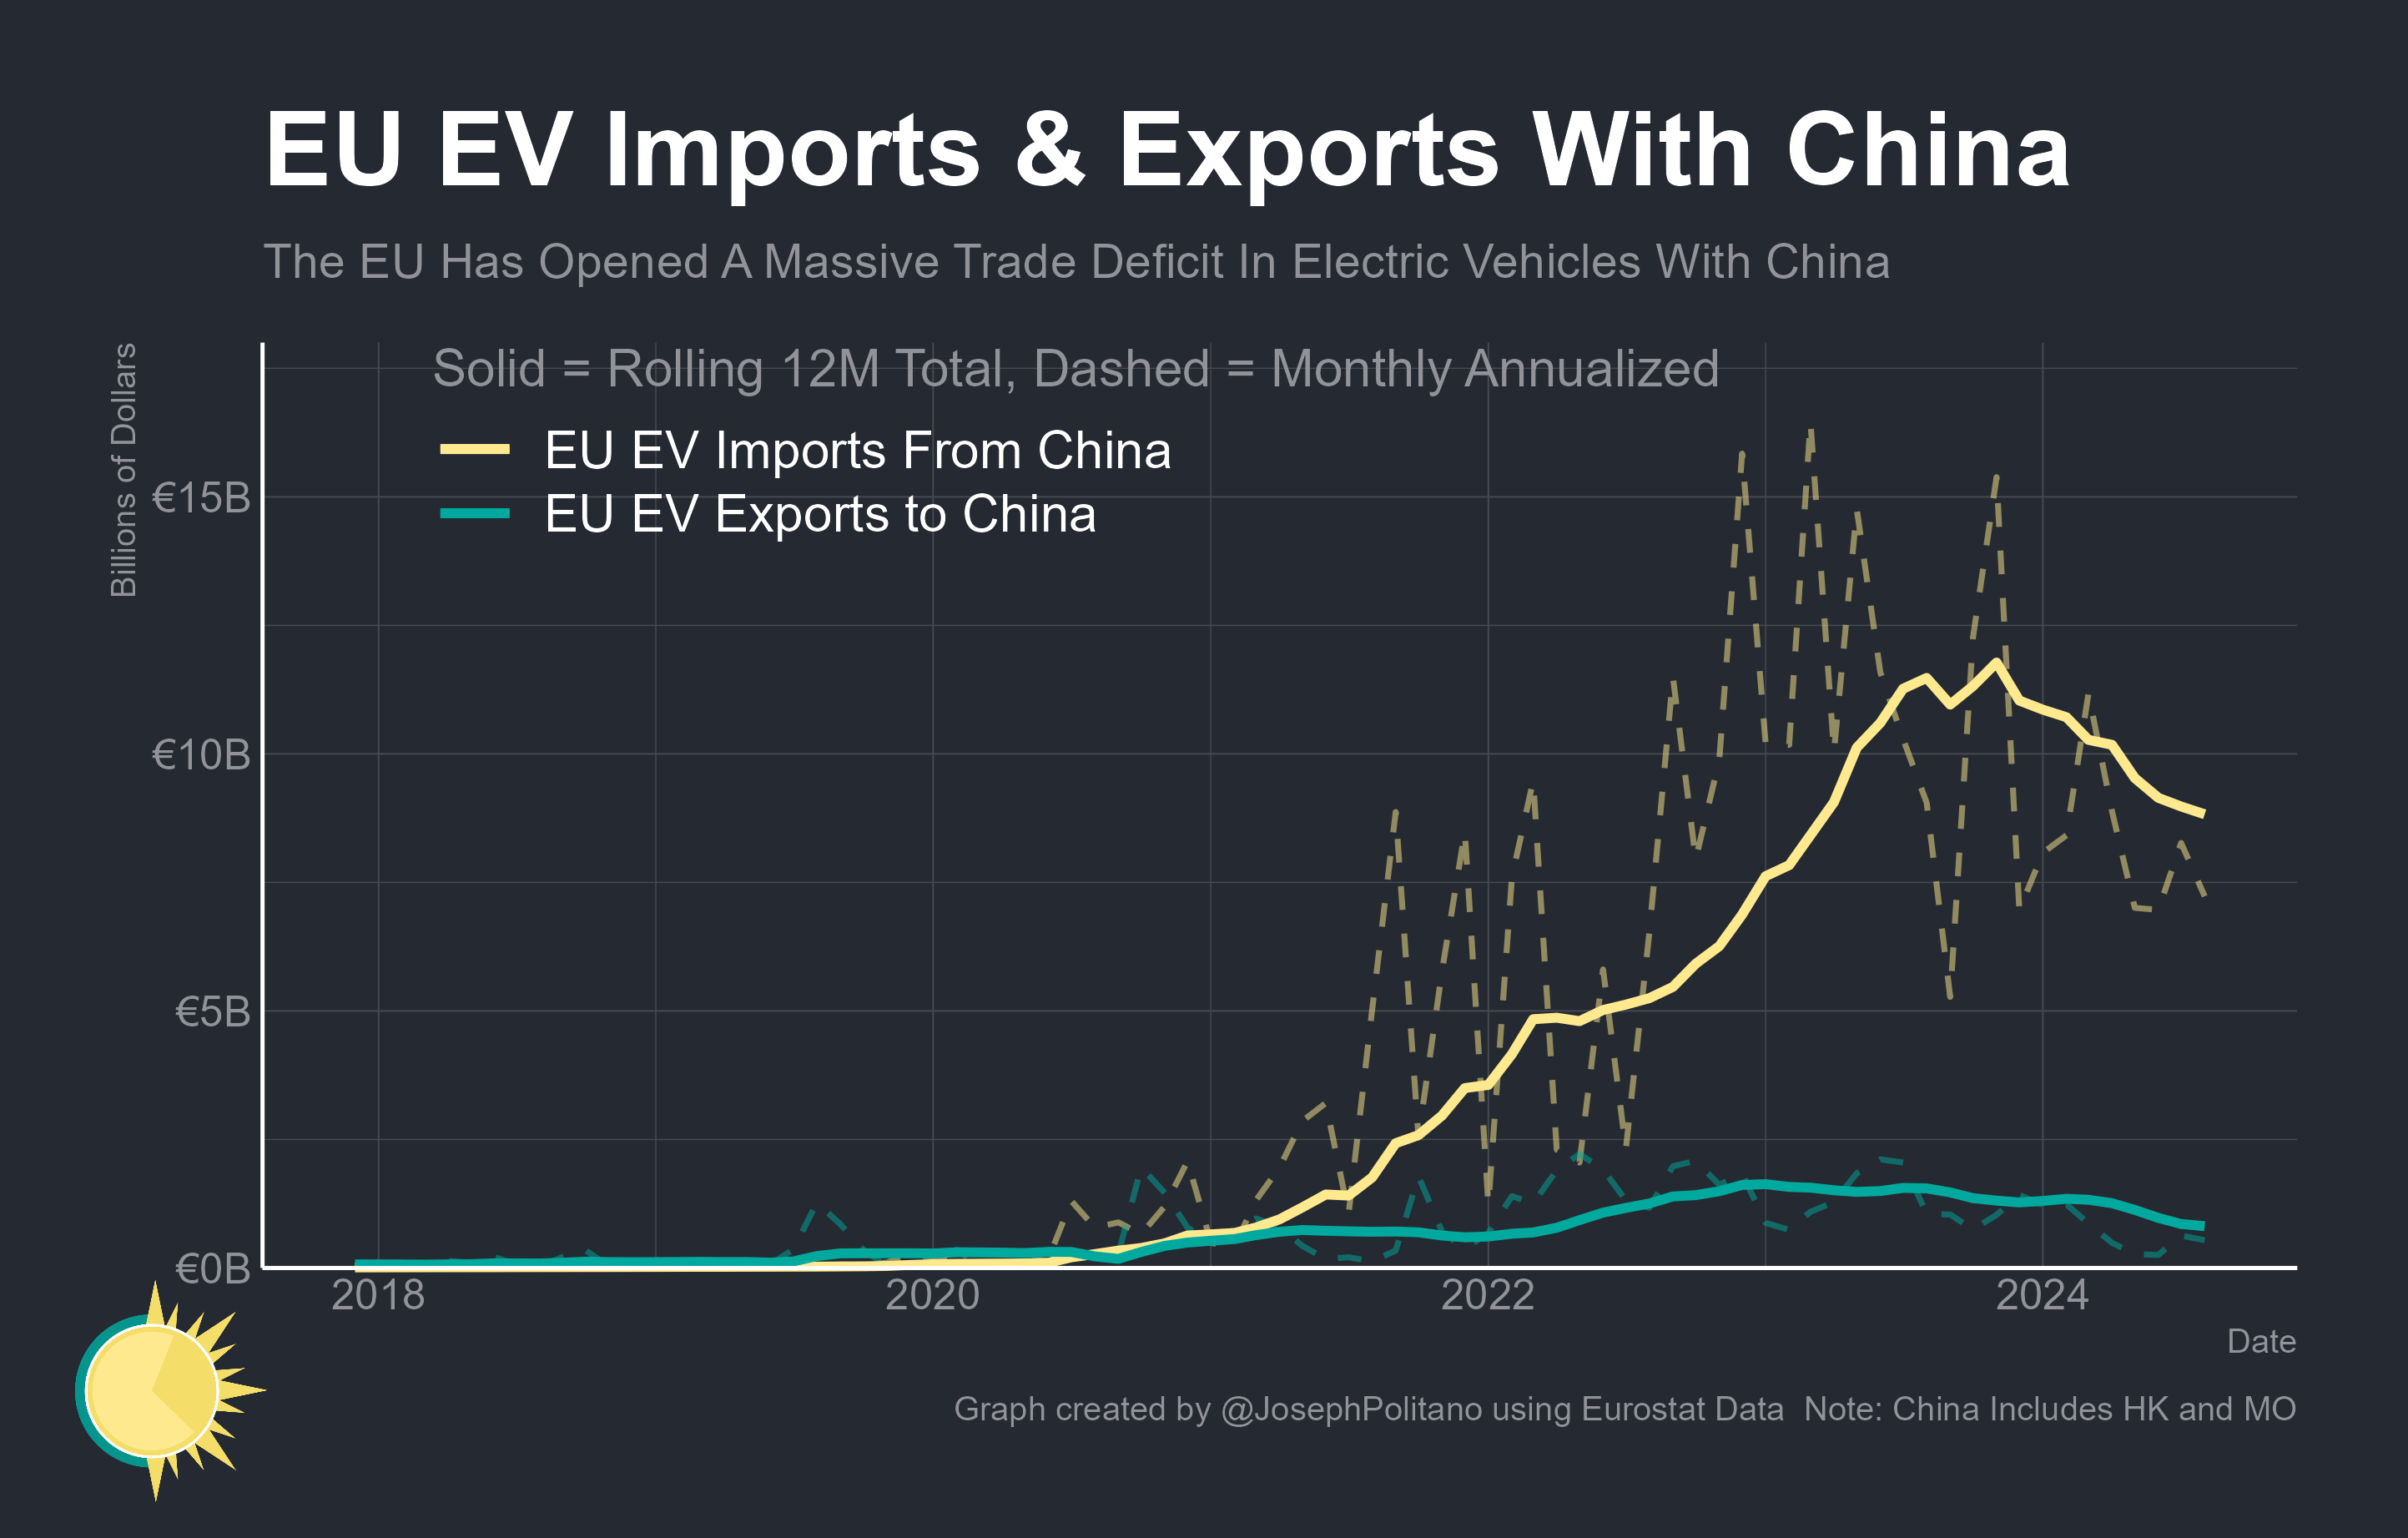 EU EV Imports & Exports With China
The EU Has Opened A Massive Trade Deficit In Electric Vehicles With China
Billions of Dollars
Solid = Rolling 12M Total, Dashed = Monthly Annualized
EU EV Imports From China
EU EV Exports to China
€15B
€10B
€5B
€0B
2018
2020
2022
2024
Date
Graph created by @JosephPolitano using Eurostat Data  Note: China Includes HK and MO